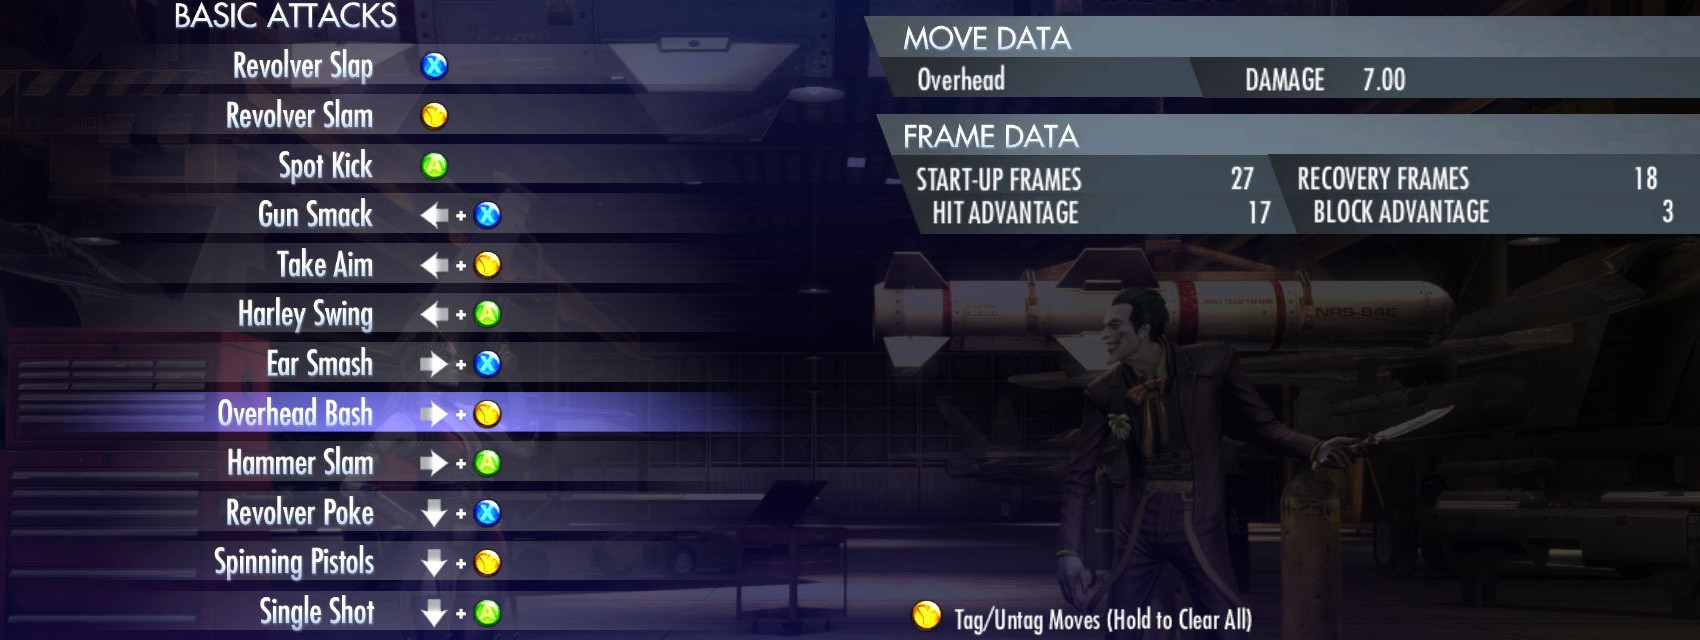 BASIC ATTACKS
Revolver Slap X
Revolver Slam Y
Spot Kick A
Gun Smack + X
Take Aim + Y
Harley Swing + A
Ear Smash + X
Overhead Bash + Y
Hammer Slam + A
Revolver Poke + X
Spinning Pistols + Y
Single Shot + A
MOVE DATA
Overhead DAMAGE 7.00
FRAME DATA
START-UP FRAMES 27 RECOVERY FRAMES 18
HIT ADVANTAGE 17 BLOCK ADVANTAGE 3
NRS-84E
Y Tag/Untag Moves (Hold to Clear All)